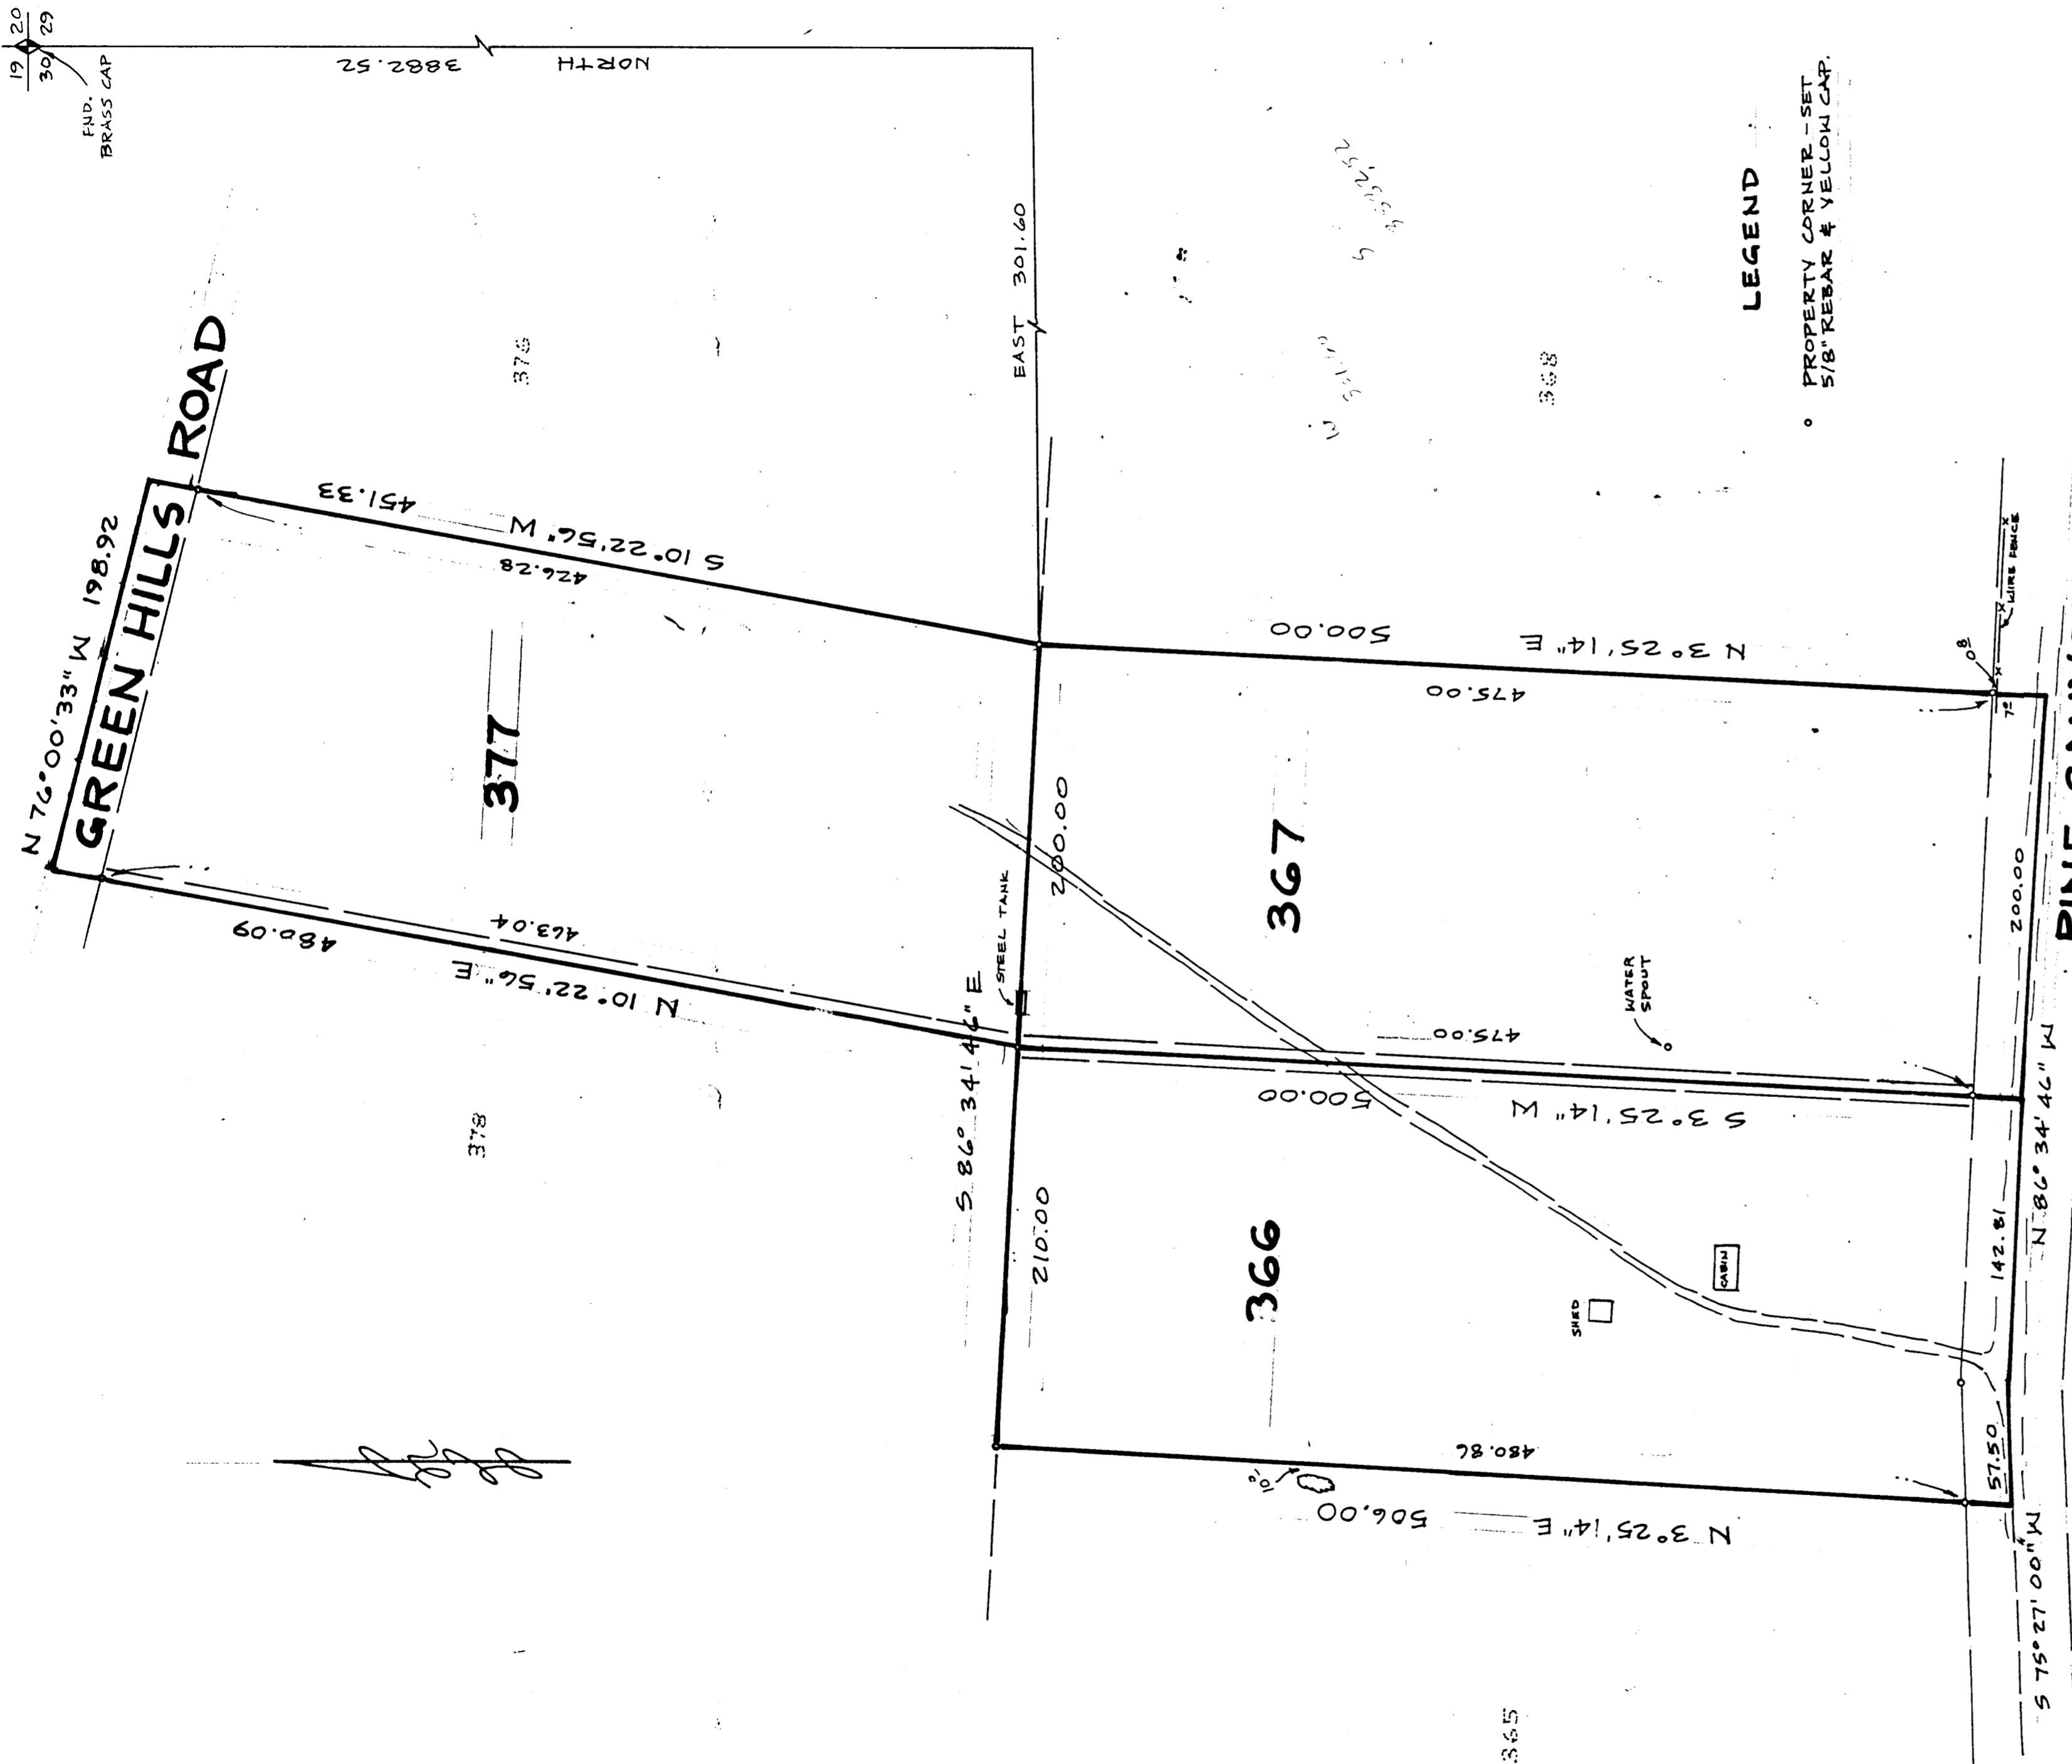 19 20
30 29
FND.
BRASS CAP
NORTH 3882.52
EAST 301.60
N 76°00'33" W 198.92
GREEN HILLS ROAD
S 10°22'56" W 451.33
426.28
377
376
N 10°22'56" E 480.09
463.04
378
S 86°34'46" E
STEEL TANK
200.00
210.00
N 3°25'14" E 500.00
475.00
367
475.00
S 3°25'14" W 500.00
WATER
SPOUT
366
SHED
CABIN
480.86
N 3°25'14" E 506.00
365
368
LEGEND
PROPERTY CORNER-SET
5/8" REBAR & YELLOW CAP.
WIRE FENCE
200.00
N 86°34'46" W
142.81
57.50
S 75°27'00" W